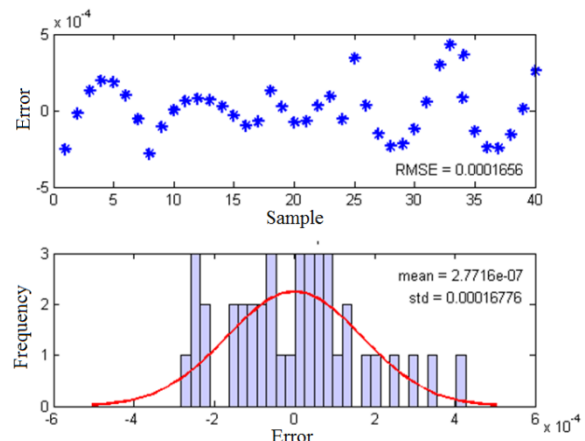 x 10⁻⁴
5
0
-5
Error
0 5 10 15 20 25 30 35 40
RMSE = 0.0001656
Sample
3
2
1
0
Frequency
mean = 2.7716e-07
std = 0.00016776
-6 -4 -2 0 2 4 6
x 10⁻⁴
Error